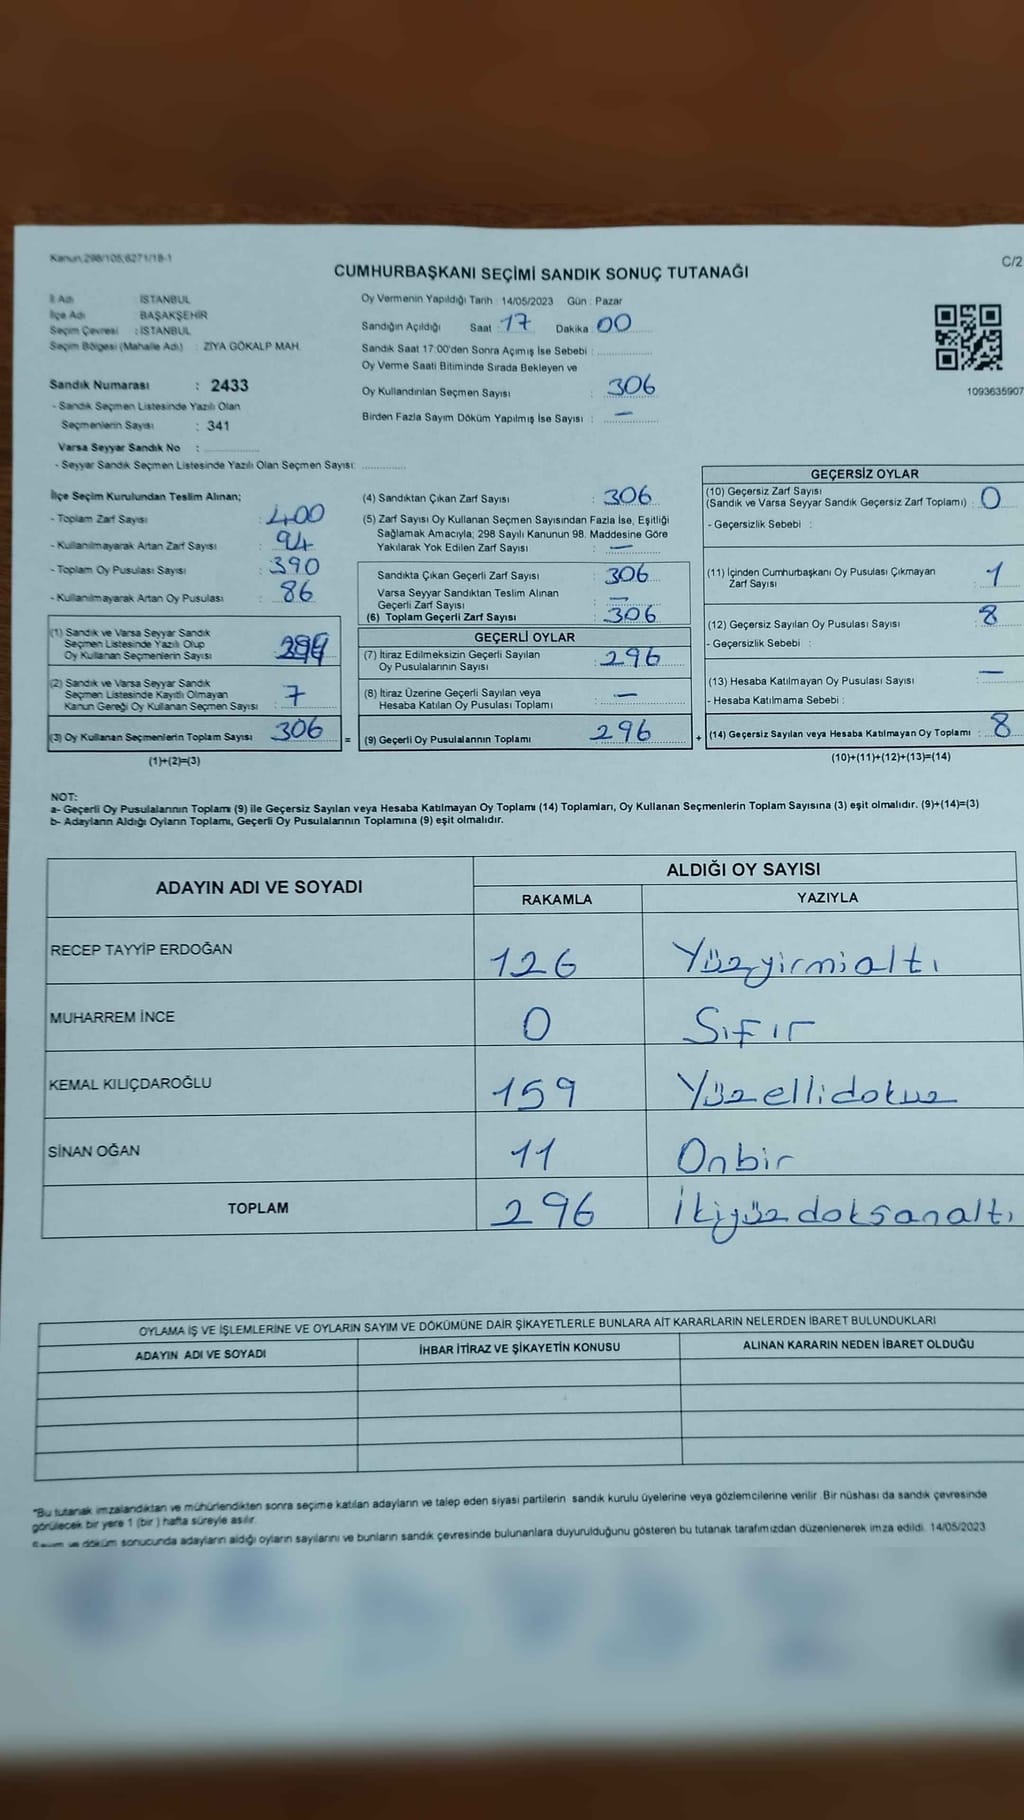 Kanun;298/105;6271/18-1
C/2
CUMHURBAŞKANI SEÇİMİ SANDIK SONUÇ TUTANAĞI
İl Adı : İSTANBUL
İlçe Adı : BAŞAKŞEHİR
Seçim Çevresi : İSTANBUL
Seçim Bölgesi (Mahalle Adı) : ZİYA GÖKALP MAH.
Sandık Numarası : 2433
- Sandık Seçmen Listesinde Yazılı Olan
Seçmenlerin Sayısı : 341
Varsa Seyyar Sandık No :
- Seyyar Sandık Seçmen Listesinde Yazılı Olan Seçmen Sayısı:
Oy Vermenin Yapıldığı Tarih : 14/05/2023 Gün : Pazar
Sandığın Açıldığı Saat : 17 Dakika : 00
Sandık Saat 17:00'den Sonra Açımış İse Sebebi :
Oy Verme Saati Bitiminde Sırada Bekleyen ve
Oy Kullandırılan Seçmen Sayısı : 306
Birden Fazla Sayım Döküm Yapılmış İse Sayısı : –
1093635907
İlçe Seçim Kurulundan Teslim Alınan;
- Toplam Zarf Sayısı : 400
- Kullanılmayarak Artan Zarf Sayısı : 94
- Toplam Oy Pusulası Sayısı : 390
- Kullanılmayarak Artan Oy Pusulası : 86
(1) Sandık ve Varsa Seyyar Sandık
Seçmen Listesinde Yazılı Olup
Oy Kullanan Seçmenlerin Sayısı
(2) Sandık ve Varsa Seyyar Sandık
Seçmen Listesinde Kayıtlı Olmayan
Kanun Gereği Oy Kullanan Seçmen Sayısı : 7
(3) Oy Kullanan Seçmenlerin Toplam Sayısı 306
(1)+(2)=(3)
(4) Sandıktan Çıkan Zarf Sayısı : 306
(5) Zarf Sayısı Oy Kullanan Seçmen Sayısından Fazla İse, Eşitliği
Sağlamak Amacıyla; 298 Sayılı Kanunun 98. Maddesine Göre
Yakılarak Yok Edilen Zarf Sayısı : –
Sandıkta Çıkan Geçerli Zarf Sayısı : 306
Varsa Seyyar Sandıktan Teslim Alınan
Geçerli Zarf Sayısı : –
(6) Toplam Geçerli Zarf Sayısı : 306
GEÇERLİ OYLAR
(7) İtiraz Edilmeksizin Geçerli Sayılan
Oy Pusulalarının Sayısı : 296
(8) İtiraz Üzerine Geçerli Sayılan veya
Hesaba Katılan Oy Pusulası Toplamı : –
= (9) Geçerli Oy Pusulalarının Toplamı : 296
GEÇERSİZ OYLAR
(10) Geçersiz Zarf Sayısı
(Sandık ve Varsa Seyyar Sandık Geçersiz Zarf Toplamı) : 0
- Geçersizlik Sebebi :
(11) İçinden Cumhurbaşkanı Oy Pusulası Çıkmayan
Zarf Sayısı : 1
(12) Geçersiz Sayılan Oy Pusulası Sayısı : 8
- Geçersizlik Sebebi :
(13) Hesaba Katılmayan Oy Pusulası Sayısı : –
- Hesaba Katılmama Sebebi :
+ (14) Geçersiz Sayılan veya Hesaba Katılmayan Oy Toplamı : 8
(10)+(11)+(12)+(13)=(14)
NOT:
a- Geçerli Oy Pusulalarının Toplamı (9) ile Geçersiz Sayılan veya Hesaba Katılmayan Oy Toplamı (14) Toplamları, Oy Kullanan Seçmenlerin Toplam Sayısına (3) eşit olmalıdır. (9)+(14)=(3)
b- Adayların Aldığı Oyların Toplamı, Geçerli Oy Pusulalarının Toplamına (9) eşit olmalıdır.
ADAYIN ADI VE SOYADI
ALDIĞI OY SAYISI
RAKAMLA YAZIYLA
RECEP TAYYİP ERDOĞAN 126 Yüzyirmialtı
MUHARREM İNCE 0 Sıfır
KEMAL KILIÇDAROĞLU 159 Yüzellidokuz
SİNAN OĞAN 11 Onbir
TOPLAM 296 İkiyüzdoksanaltı
OYLAMA İŞ VE İŞLEMLERİNE VE OYLARIN SAYIM VE DÖKÜMÜNE DAİR ŞİKAYETLERLE BUNLARA AİT KARARLARIN NELERDEN İBARET BULUNDUKLARI
ADAYIN ADI VE SOYADI İHBAR İTİRAZ VE ŞİKAYETİN KONUSU ALINAN KARARIN NEDEN İBARET OLDUĞU
*Bu tutanak imzalandıktan ve mühürlendikten sonra seçime katılan adayların ve talep eden siyasi partilerin sandık kurulu üyelerine veya gözlemcilerine verilir. Bir nüshası da sandık çevresinde
görülecek bir yere 1 (bir) hafta süreyle asılır.
Sayım ve döküm sonucunda adayların aldığı oyların sayılarını ve bunların sandık çevresinde bulunanlara duyurulduğunu gösteren bu tutanak tarafımızdan düzenlenerek imza edildi. 14/05/2023